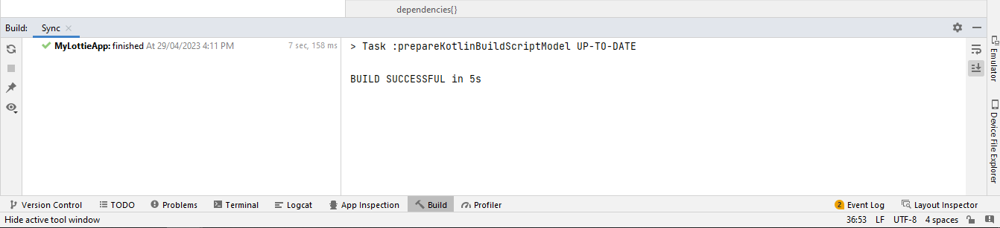 dependencies{}
Build: Sync
MyLottieApp: finished At 29/04/2023 4:11 PM 7 sec, 158 ms
> Task :prepareKotlinBuildScriptModel UP-TO-DATE
BUILD SUCCESSFUL in 5s
Emulator
Device File Explorer
Version Control TODO Problems Terminal Logcat App Inspection Build Profiler 2 Event Log Layout Inspector
Hide active tool window 36:53 LF UTF-8 4 spaces